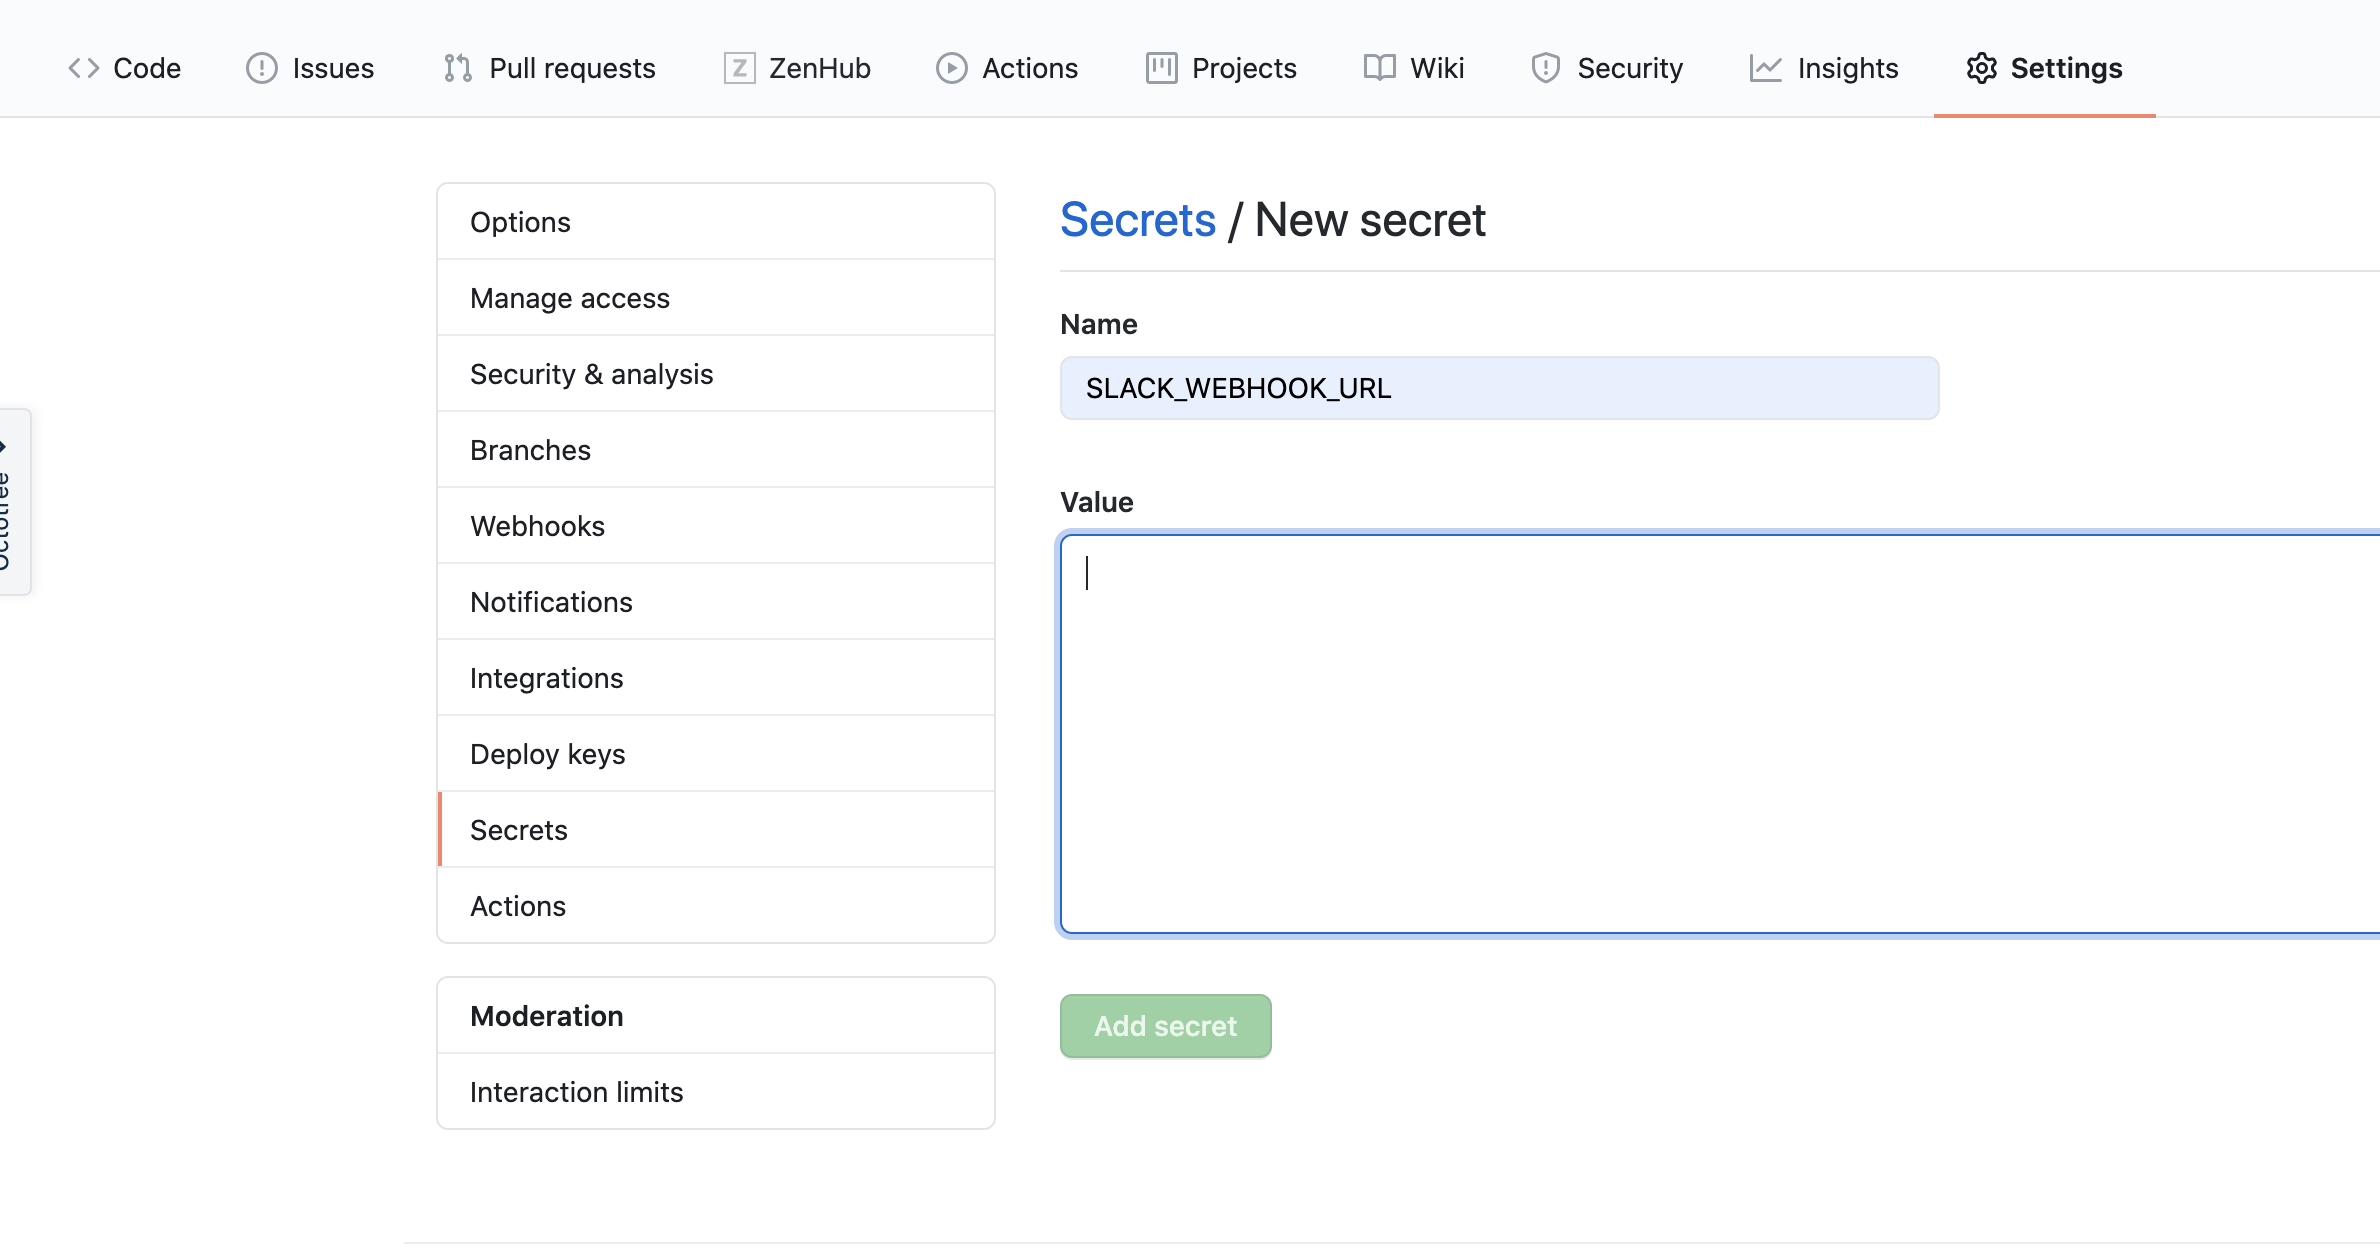 Code Issues Pull requests ZenHub Actions Projects Wiki Security Insights Settings
Options
Manage access
Security & analysis
Branches
Webhooks
Notifications
Integrations
Deploy keys
Secrets
Actions
Moderation
Interaction limits
Secrets / New secret
Name
SLACK_WEBHOOK_URL
Value
Add secret
Octotree